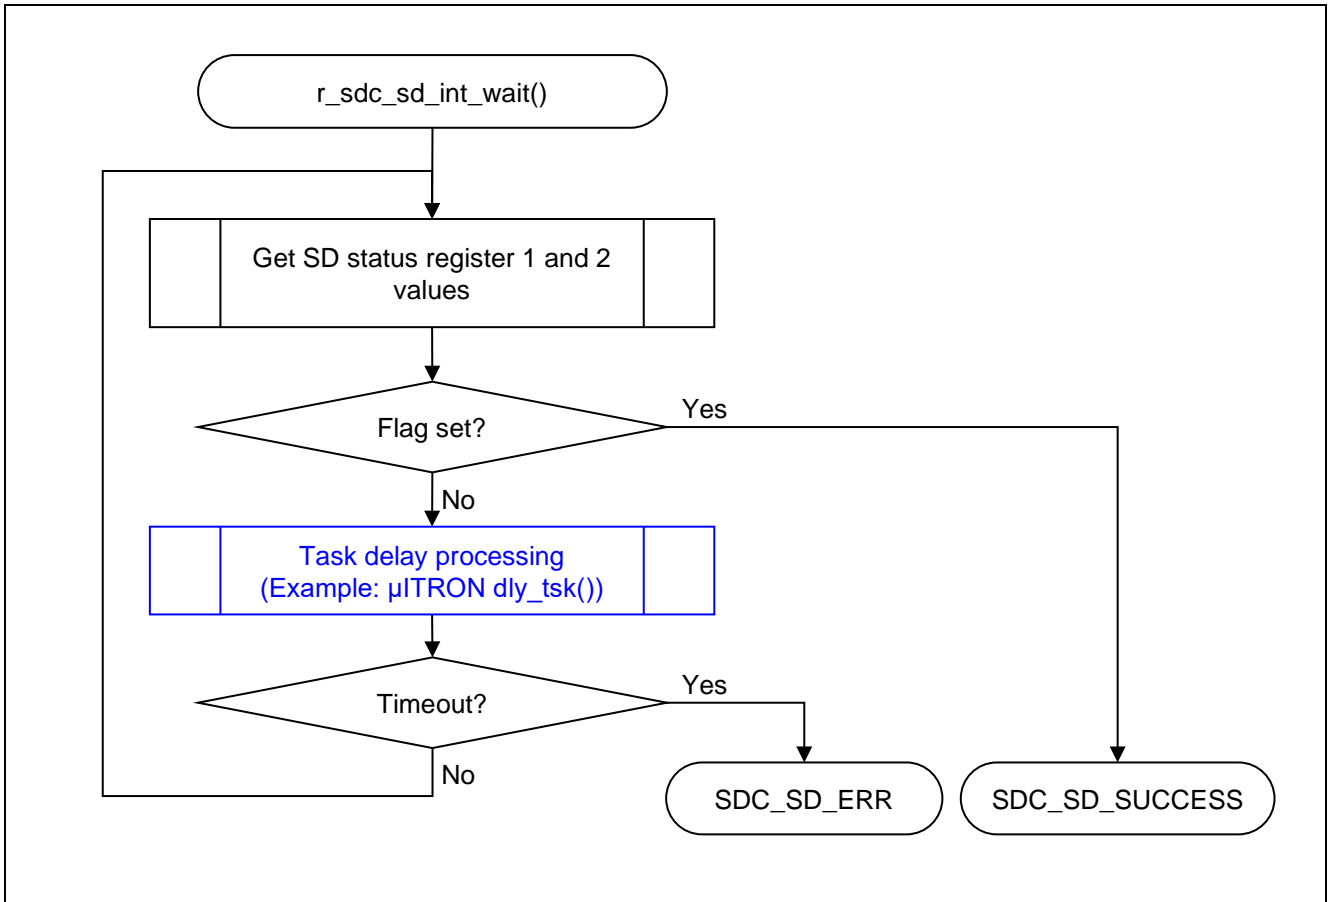 r_sdc_sd_int_wait()
Get SD status register 1 and 2
values
Flag set?
Yes
No
Task delay processing
(Example: µITRON dly_tsk())
Timeout?
Yes
No
SDC_SD_ERR
SDC_SD_SUCCESS